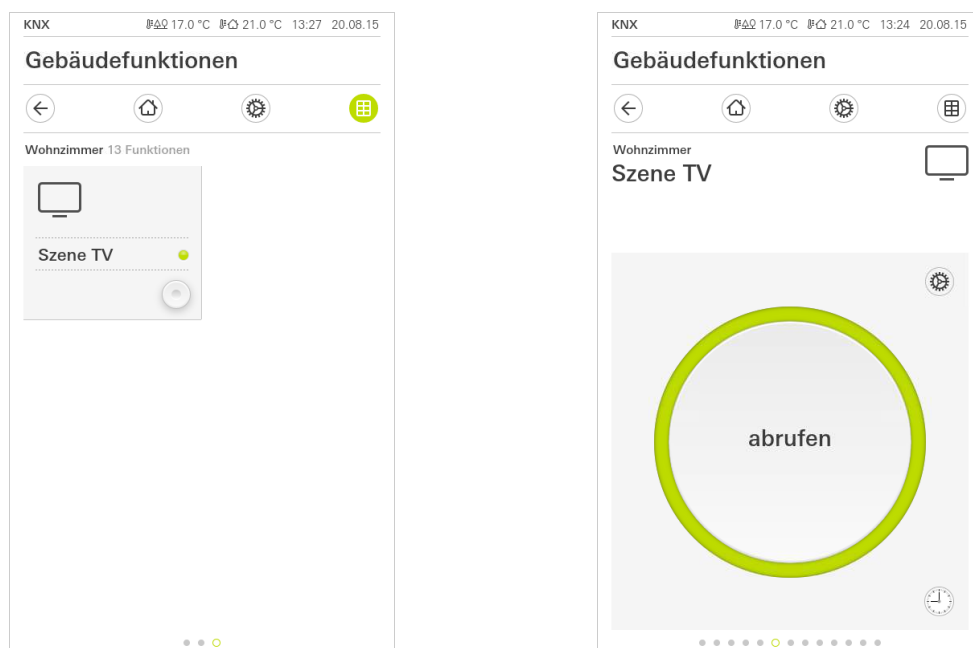 KNX 17.0 °C 21.0 °C 13:27 20.08.15
Gebäudefunktionen
Wohnzimmer 13 Funktionen
Szene TV
KNX 17.0 °C 21.0 °C 13:24 20.08.15
Gebäudefunktionen
Wohnzimmer
Szene TV
abrufen